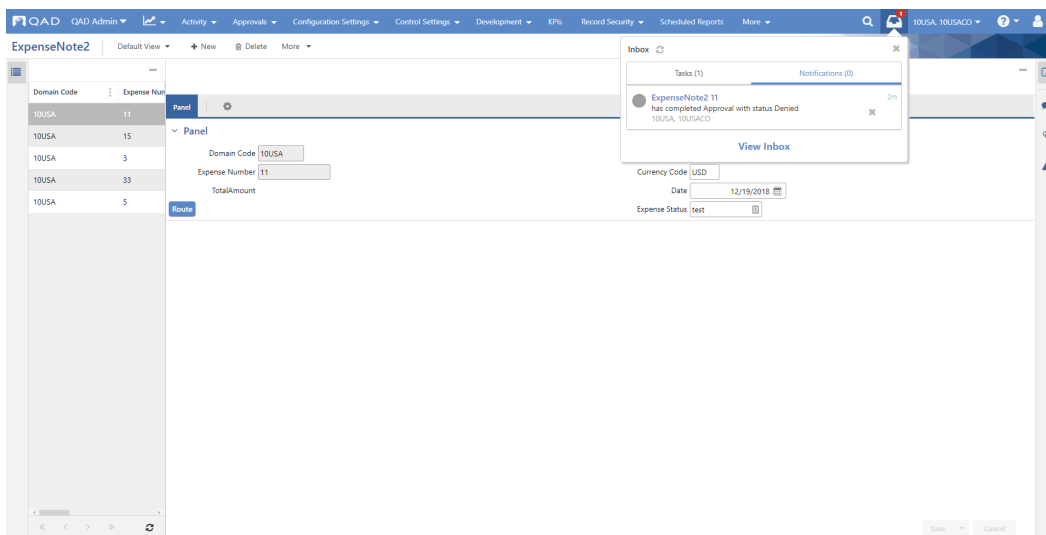 QAD QAD Admin Activity Approvals Configuration Settings Control Settings Development KPIs Record Security Scheduled Reports More 1 10USA, 10USACO ?
ExpenseNote2 Default View + New Delete More
Inbox
Tasks (1) Notifications (0)
ExpenseNote2 11 2m
has completed Approval with status Denied
10USA, 10USACO
View Inbox
Domain Code Expense Num
10USA 11
10USA 15
10USA 3
10USA 33
10USA 5
Panel
Panel
Domain Code 10USA
Expense Number 11 Currency Code USD
TotalAmount Date 12/19/2018
Route Expense Status test
Save Cancel